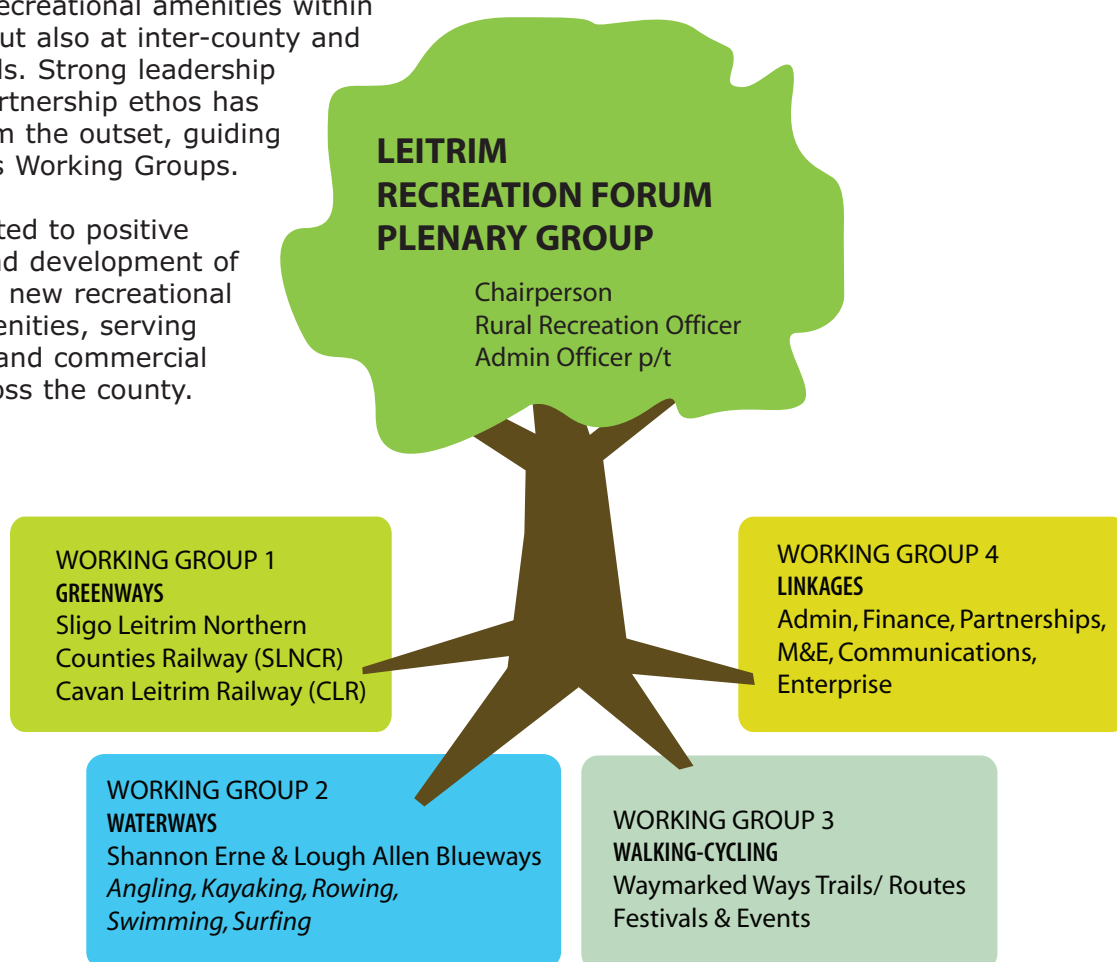 ecreational amenities within
ut also at inter-county and
ls. Strong leadership
artnership ethos has
m the outset, guiding
s Working Groups.
ted to positive
nd development of
new recreational
enities, serving
and commercial
oss the county.
LEITRIM
RECREATION FORUM
PLENARY GROUP
Chairperson
Rural Recreation Officer
Admin Officer p/t
WORKING GROUP 1
GREENWAYS
Sligo Leitrim Northern
Counties Railway (SLNCR)
Cavan Leitrim Railway (CLR)
WORKING GROUP 2
WATERWAYS
Shannon Erne & Lough Allen Blueways
Angling, Kayaking, Rowing,
Swimming, Surfing
WORKING GROUP 3
WALKING-CYCLING
Waymarked Ways Trails/ Routes
Festivals & Events
WORKING GROUP 4
LINKAGES
Admin, Finance, Partnerships,
M&E, Communications,
Enterprise